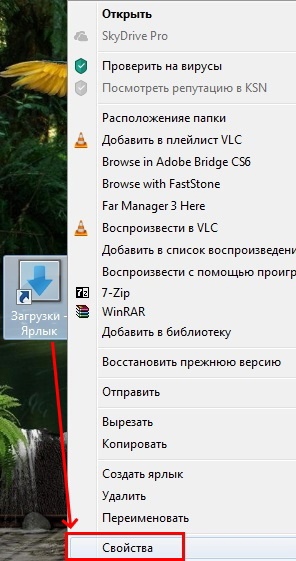 Открыть
SkyDrive Pro
Проверить на вирусы
Посмотреть репутацию в KSN
Расположение папки
Добавить в плейлист VLC
Browse in Adobe Bridge CS6
Browse with FastStone
Far Manager 3 Here
Воспроизвести в VLC
Добавить в список воспроизведени
Воспроизвести с помощью проигр
7-Zip
WinRAR
Добавить в библиотеку
Восстановить прежнюю версию
Отправить
Вырезать
Копировать
Создать ярлык
Удалить
Переименовать
Свойства
Загрузки -
Ярлык